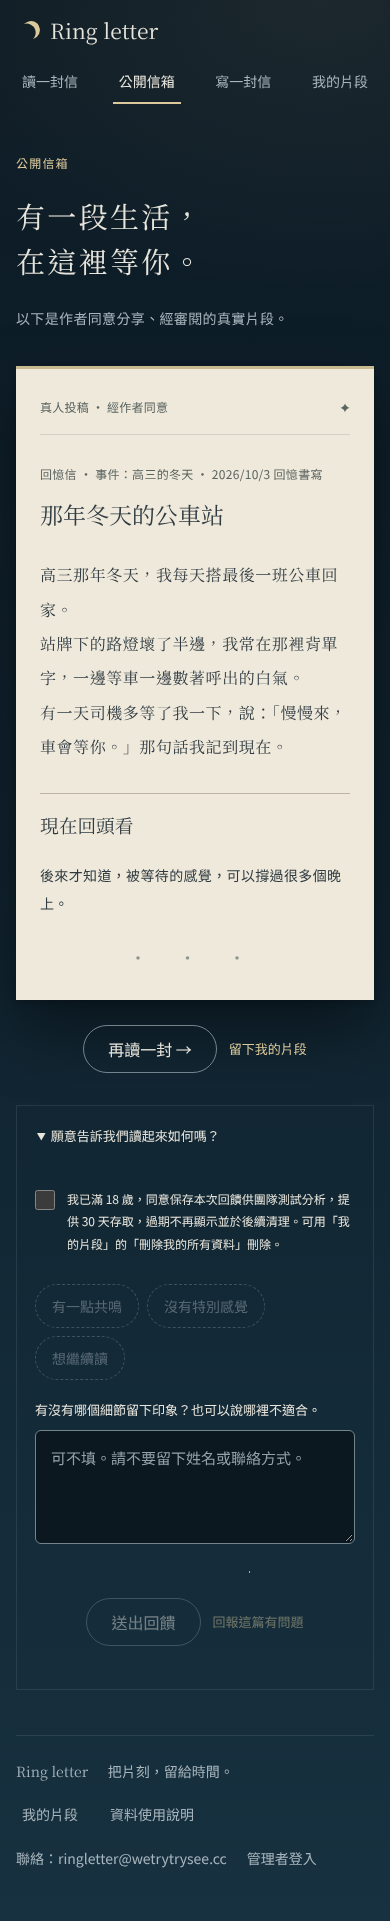 Ring letter
讀一封信 公開信箱 寫一封信 我的片段
公開信箱
有一段生活，
在這裡等你。
以下是作者同意分享、經審閱的真實片段。
真人投稿 · 經作者同意
回憶信 · 事件：高三的冬天 · 2026/10/3 回憶書寫
那年冬天的公車站
高三那年冬天，我每天搭最後一班公車回
家。
站牌下的路燈壞了半邊，我常在那裡背單
字，一邊等車一邊數著呼出的白氣。
有一天司機多等了我一下，說：「慢慢來，
車會等你。」那句話我記到現在。
現在回頭看
後來才知道，被等待的感覺，可以撐過很多個晚
上。
再讀一封 → 留下我的片段
▼ 願意告訴我們讀起來如何嗎？
我已滿 18 歲，同意保存本次回饋供團隊測試分析，提
供 30 天存取，過期不再顯示並於後續清理。可用「我
的片段」的「刪除我的所有資料」刪除。
有一點共鳴 沒有特別感覺
想繼續讀
有沒有哪個細節留下印象？也可以說哪裡不適合。
可不填。請不要留下姓名或聯絡方式。
送出回饋 回報這篇有問題
Ring letter 把片刻，留給時間。
我的片段 資料使用說明
聯絡：ringletter@wetrytrysee.cc 管理者登入